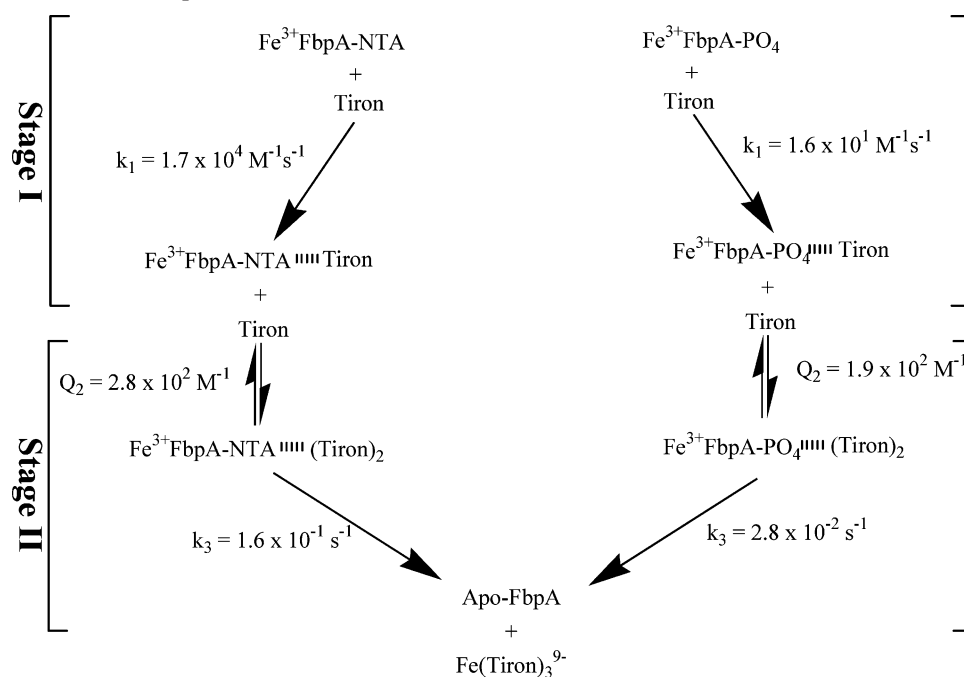 Stage I
Fe³⁺FbpA-NTA
+
Tiron
k₁ = 1.7 x 10⁴ M⁻¹s⁻¹
Fe³⁺FbpA-NTA Tiron
+
Tiron
Fe³⁺FbpA-PO₄
+
Tiron
k₁ = 1.6 x 10¹ M⁻¹s⁻¹
Fe³⁺FbpA-PO₄ Tiron
+
Tiron
Stage II
Q₂ = 2.8 x 10² M⁻¹
Fe³⁺FbpA-NTA (Tiron)₂
k₃ = 1.6 x 10⁻¹ s⁻¹
Q₂ = 1.9 x 10² M⁻¹
Fe³⁺FbpA-PO₄ (Tiron)₂
k₃ = 2.8 x 10⁻² s⁻¹
Apo-FbpA
+
Fe(Tiron)₃⁹⁻